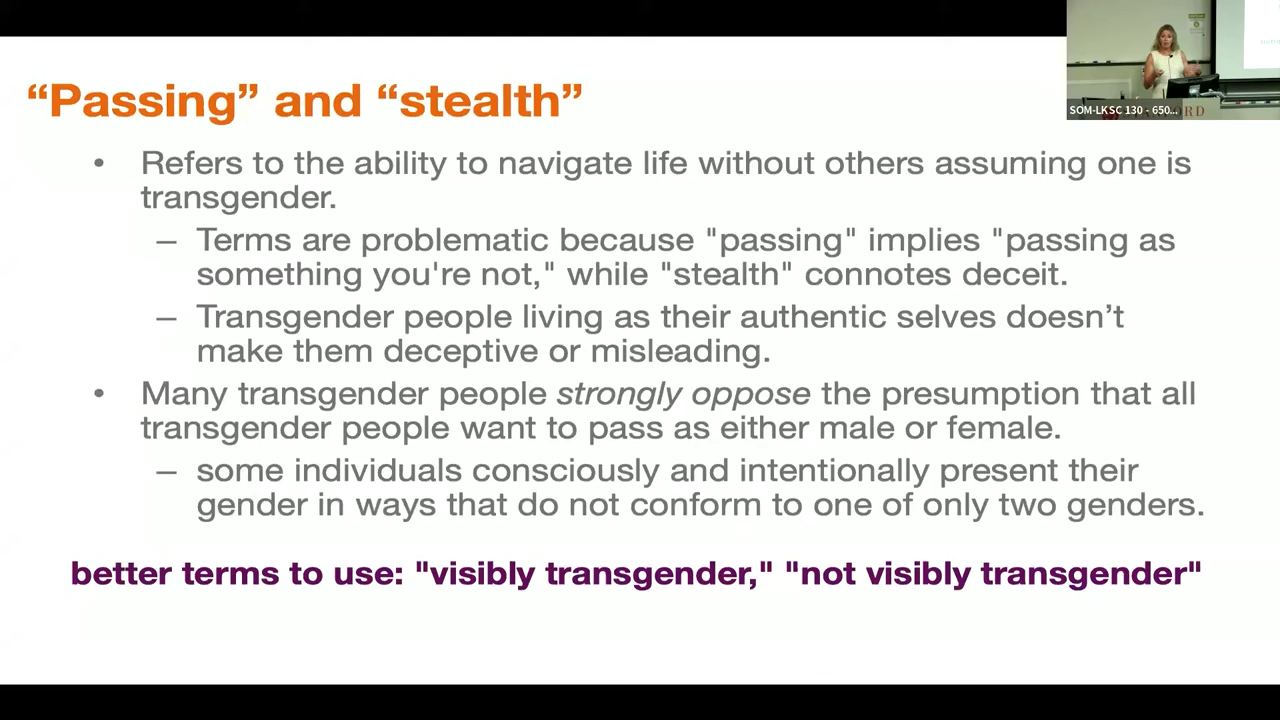 “Passing” and “stealth”
• Refers to the ability to navigate life without others assuming one is
transgender.
– Terms are problematic because "passing" implies "passing as
something you're not," while "stealth" connotes deceit.
– Transgender people living as their authentic selves doesn’t
make them deceptive or misleading.
• Many transgender people strongly oppose the presumption that all
transgender people want to pass as either male or female.
– some individuals consciously and intentionally present their
gender in ways that do not conform to one of only two genders.
better terms to use: "visibly transgender," "not visibly transgender"
SOM-LKSC 130 - 650...